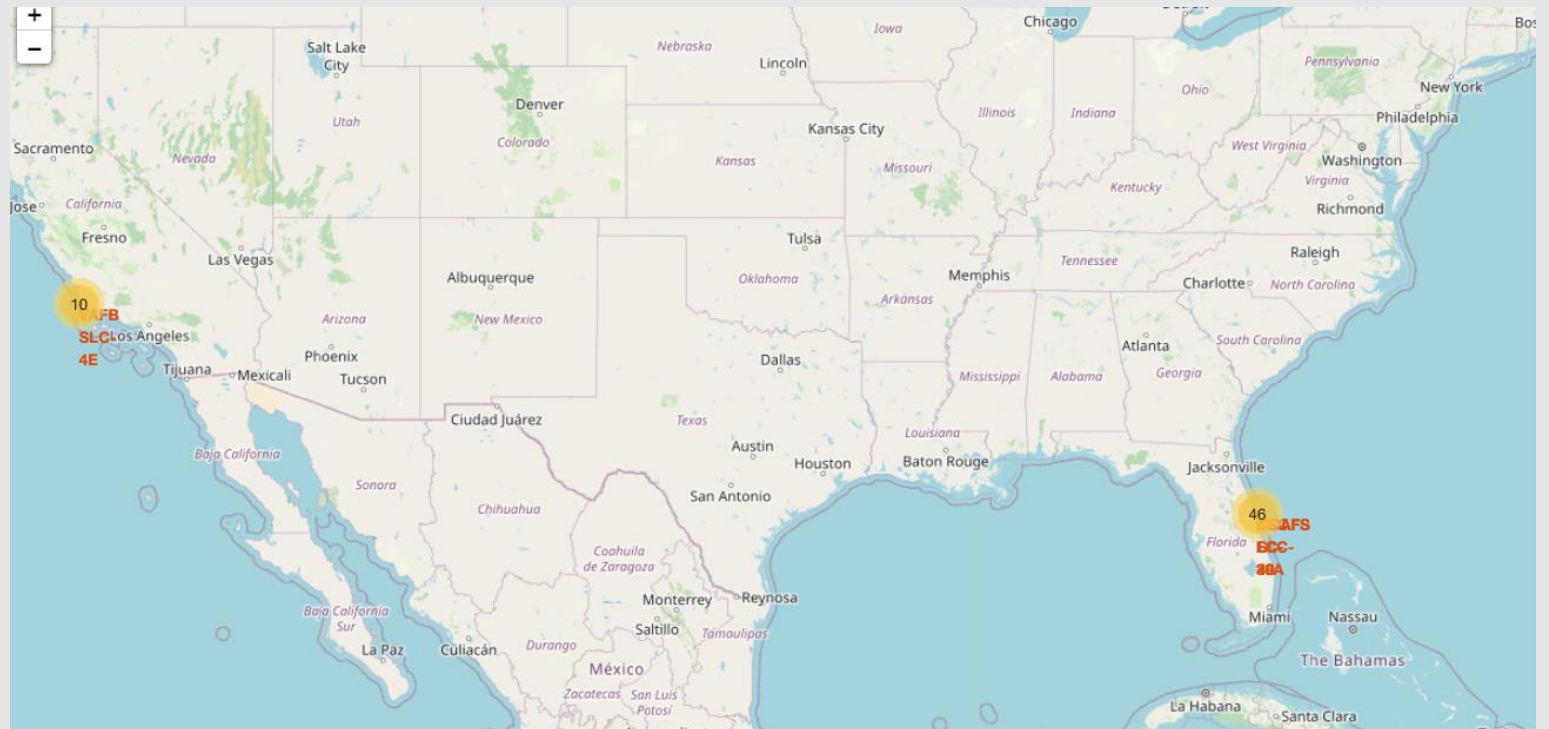 +
−
Chicago
Iowa
Nebraska
Salt Lake
City
Lincoln
Pennsylvania
Denver
Ohio
New York
Utah
Illinois
Indiana
Philadelphia
Kansas City
Colorado
Sacramento
West Virginia
Nevada
Kansas
Missouri
Washington
Kentucky
Virginia
Jose
California
Richmond
Fresno
Tulsa
Las Vegas
Raleigh
Tennessee
Albuquerque
Memphis
Oklahoma
Charlotte
North Carolina
10
Arkansas
Arizona
New Mexico
SLC-
Los Angeles
4E
Phoenix
Atlanta
South Carolina
Dallas
Tijuana
Mexicali
Tucson
Mississippi
Alabama
Georgia
Ciudad Juárez
Texas
Louisiana
Baja California
Austin
Houston
Baton Rouge
Jacksonville
Sonora
San Antonio
Chihuahua
46
Florida
Coahuila
de Zaragoza
Monterrey
Reynosa
Baja California
Sur
Miami
Nassau
Saltillo
Tamaulipas
La Paz
Culiacán
Durango
The Bahamas
México
Zacatecas
San Luis
Potosí
La Habana
Santa Clara